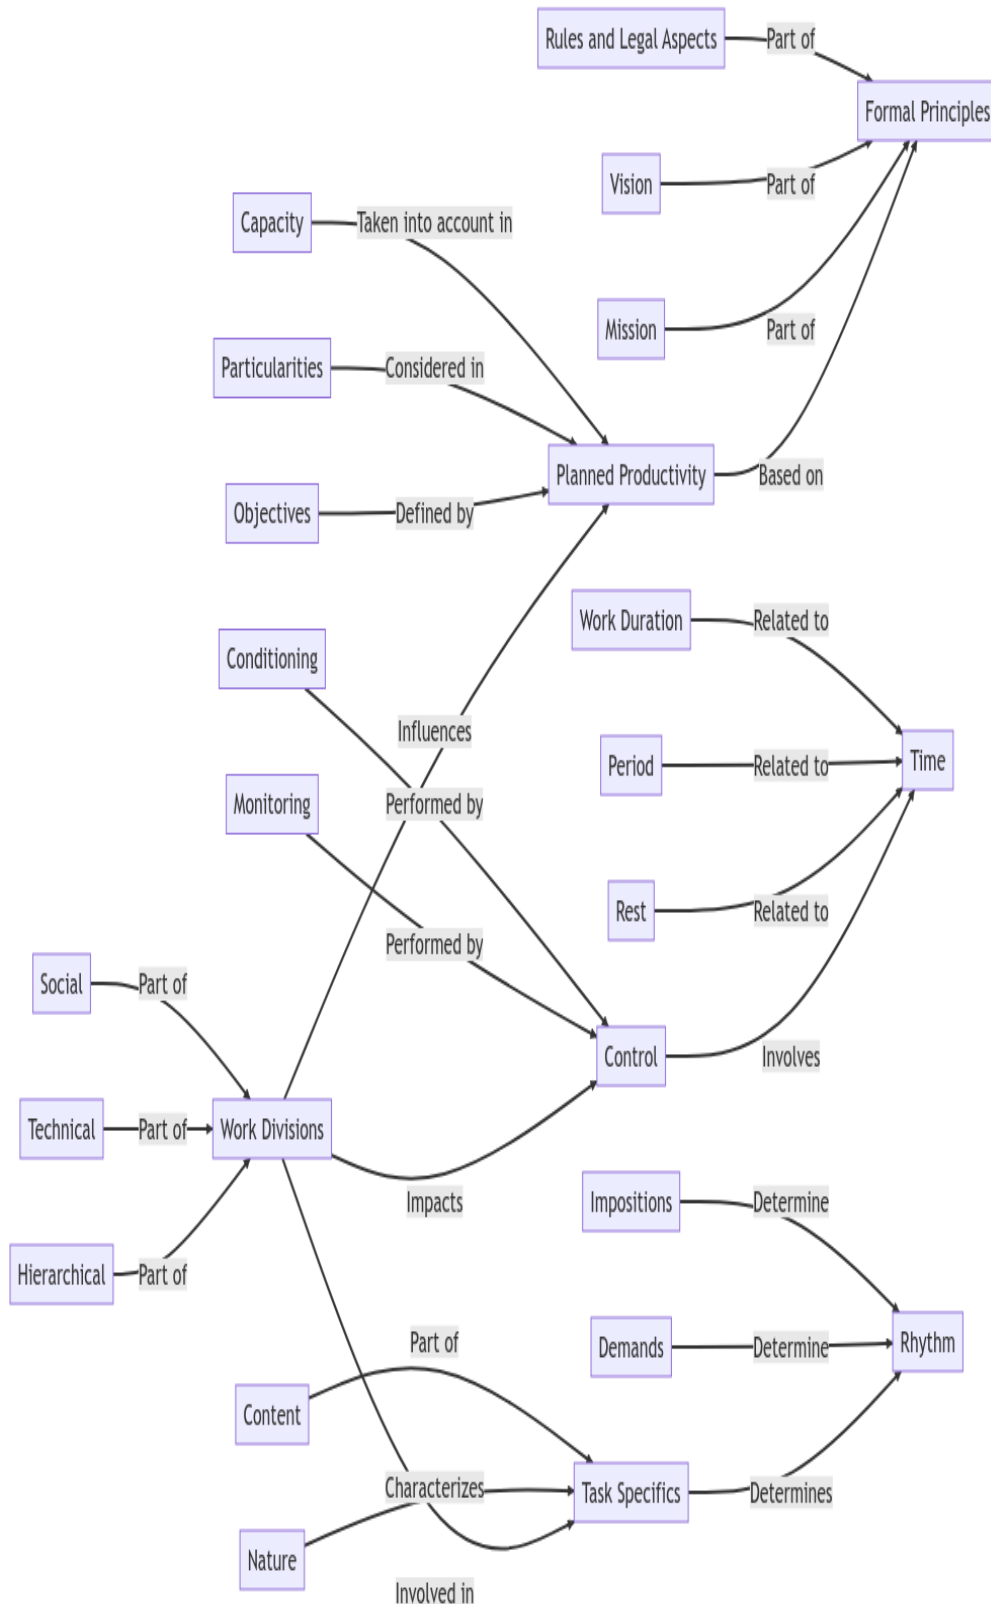 Rules and Legal Aspects
Part of
Formal Principles
Vision
Part of
Capacity
Taken into account in
Mission
Part of
Particularities
Considered in
Planned Productivity
Based on
Objectives
Defined by
Work Duration
Related to
Conditioning
Influences
Period
Related to
Time
Monitoring
Performed by
Rest
Related to
Performed by
Social
Part of
Control
Involves
Technical
Part of
Work Divisions
Impacts
Impositions
Determine
Hierarchical
Part of
Part of
Demands
Determine
Rhythm
Content
Characterizes
Task Specifics
Determines
Nature
Involved in